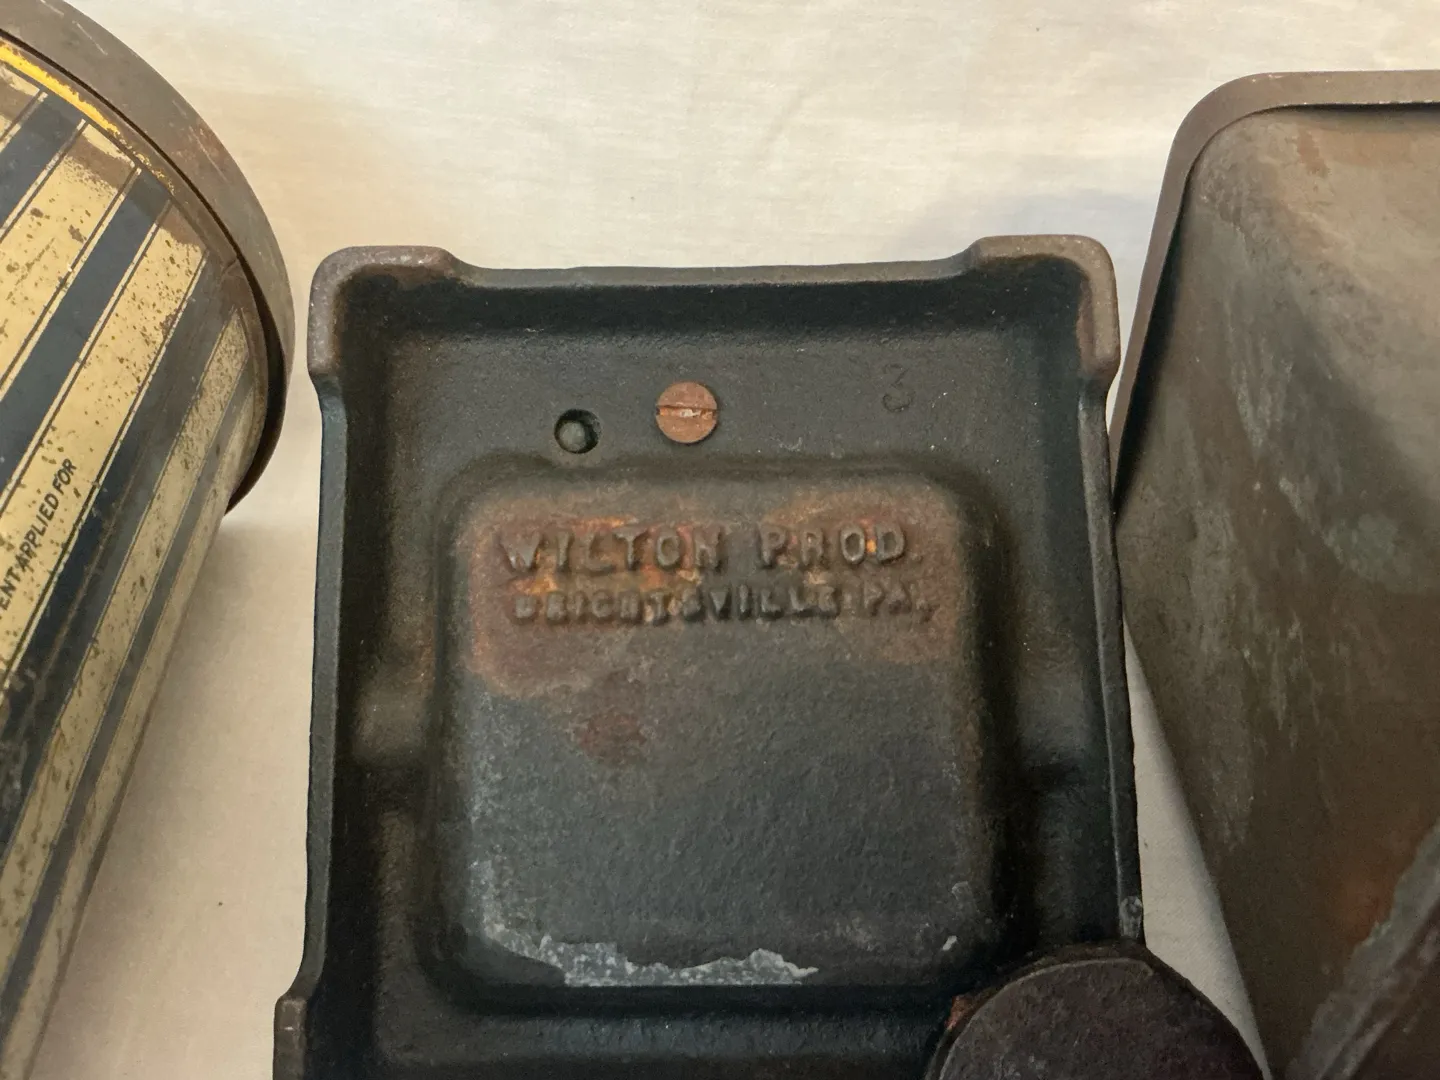 ENT APPLIED FOR
3
WILTON PROD.
WRIGHTSVILLE PA.